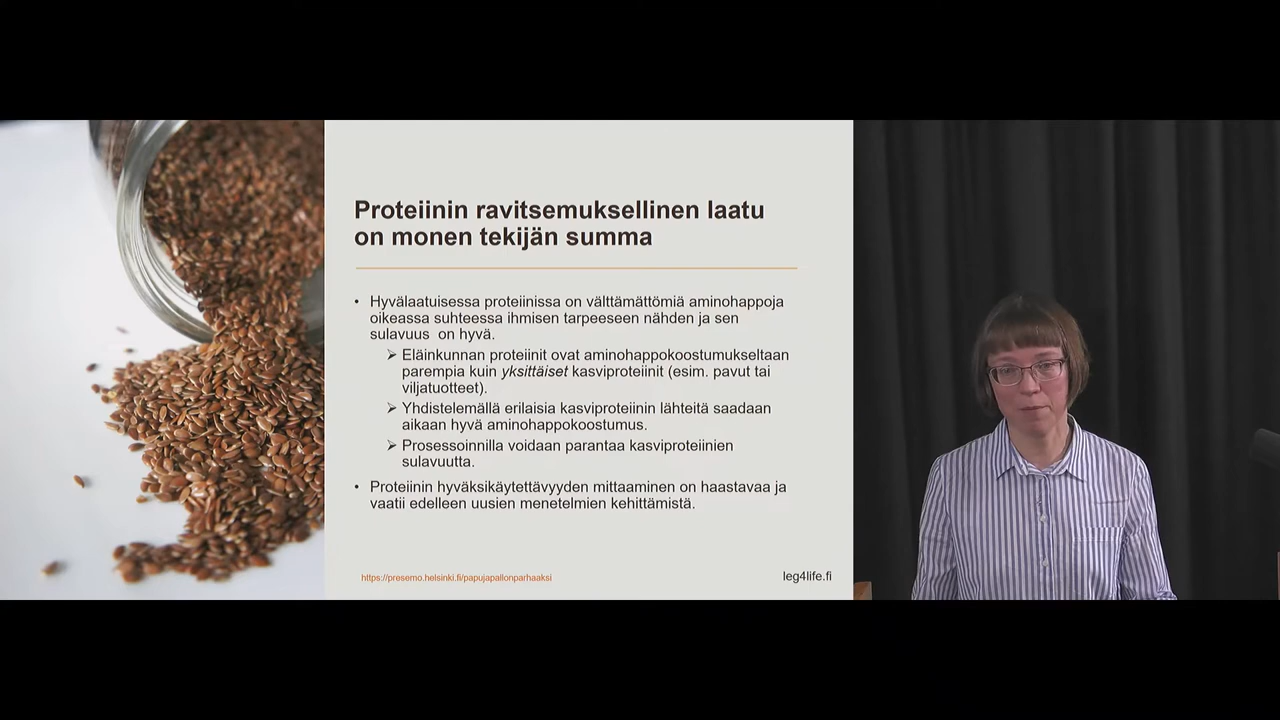 Proteiinin ravitsemuksellinen laatu
on monen tekijän summa
• Hyvälaatuisessa proteiinissa on välttämättömiä aminohappoja
oikeassa suhteessa ihmisen tarpeeseen nähden ja sen
sulavuus on hyvä.
➢ Eläinkunnan proteiinit ovat aminohappokoostumukseltaan
parempia kuin yksittäiset kasviproteiinit (esim. pavut tai
viljatuotteet).
➢ Yhdistelemällä erilaisia kasviproteiinin lähteitä saadaan
aikaan hyvä aminohappokoostumus.
➢ Prosessoinnilla voidaan parantaa kasviproteiinien
sulavuutta.
• Proteiinin hyväksikäytettävyyden mittaaminen on haastavaa ja
vaatii edelleen uusien menetelmien kehittämistä.
https://presemo.helsinki.fi/papujapallonparhaaksi
leg4life.fi